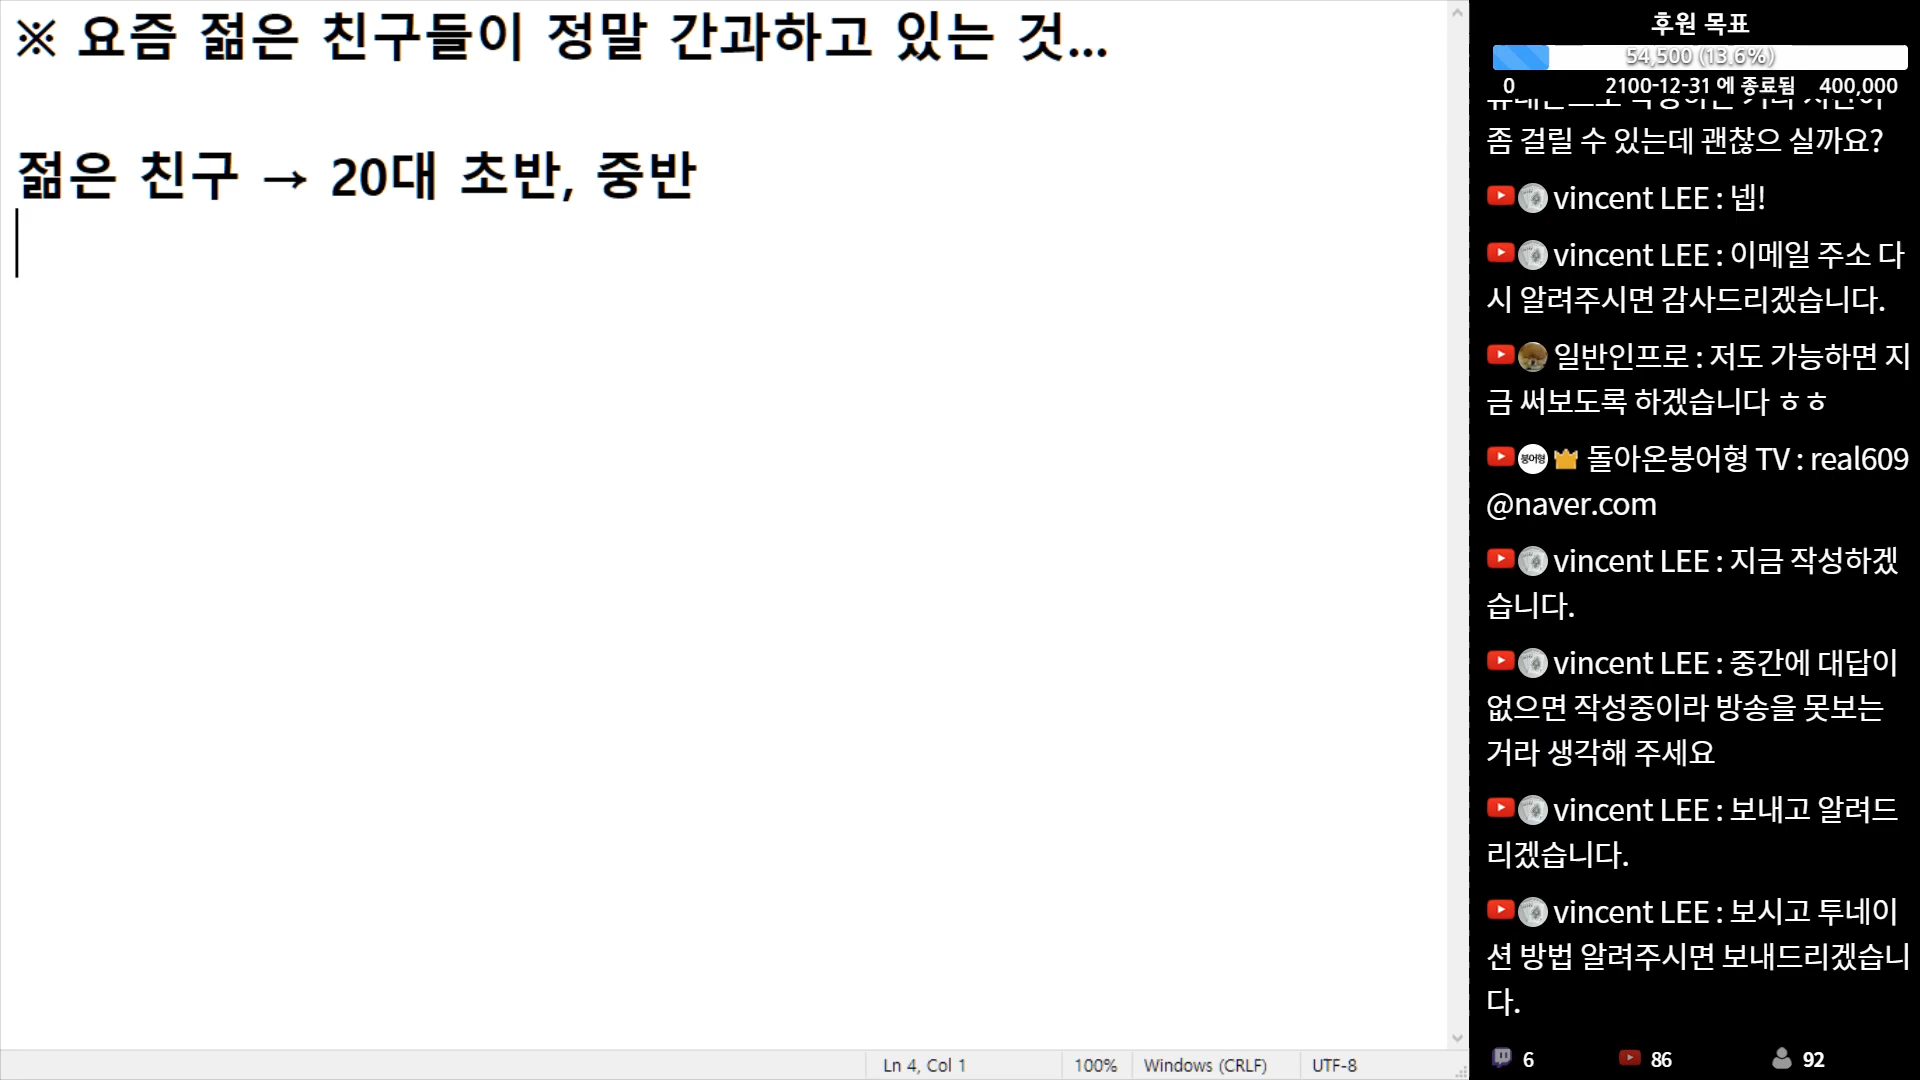 ※ 요즘 젊은 친구들이 정말 간과하고 있는 것...
젊은 친구 → 20대 초반, 중반
Ln 4, Col 1
100%
Windows (CRLF)
UTF-8
후원 목표
54,500 (13.6%)
0 2100-12-31 에 종료됨 400,000
좀 걸릴 수 있는데 괜찮으 실까요?
vincent LEE : 넵!
vincent LEE : 이메일 주소 다
시 알려주시면 감사드리겠습니다.
일반인프로 : 저도 가능하면 지
금 써보도록 하겠습니다 ㅎㅎ
붕어형 돌아온붕어형 TV : real609
@naver.com
vincent LEE : 지금 작성하겠
습니다.
vincent LEE : 중간에 대답이
없으면 작성중이라 방송을 못보는
거라 생각해 주세요
vincent LEE : 보내고 알려드
리겠습니다.
vincent LEE : 보시고 투네이
션 방법 알려주시면 보내드리겠습니
다.
6 86 92